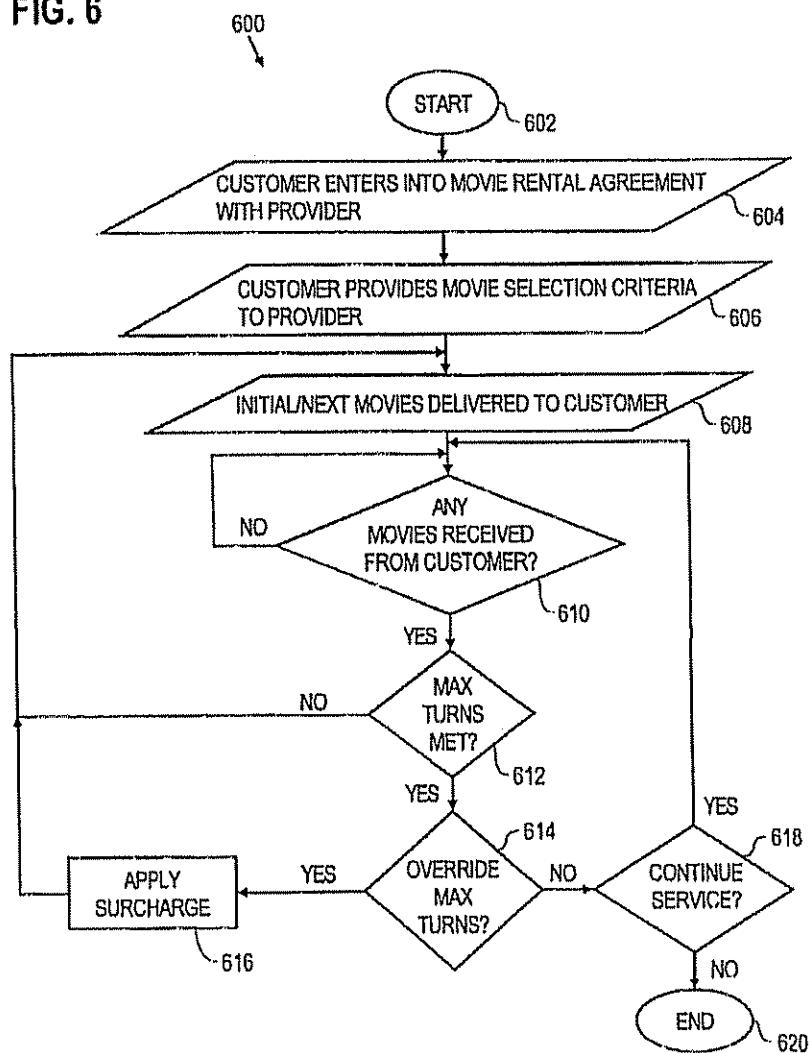 FIG. 6
600
START
602
CUSTOMER ENTERS INTO MOVIE RENTAL AGREEMENT
WITH PROVIDER
604
CUSTOMER PROVIDES MOVIE SELECTION CRITERIA
TO PROVIDER
606
INITIAL/NEXT MOVIES DELIVERED TO CUSTOMER
608
ANY
MOVIES RECEIVED
FROM CUSTOMER?
NO
610
YES
MAX
TURNS
MET?
NO
612
YES
614
OVERRIDE
MAX
TURNS?
YES
NO
APPLY
SURCHARGE
616
YES
618
CONTINUE
SERVICE?
NO
END
620